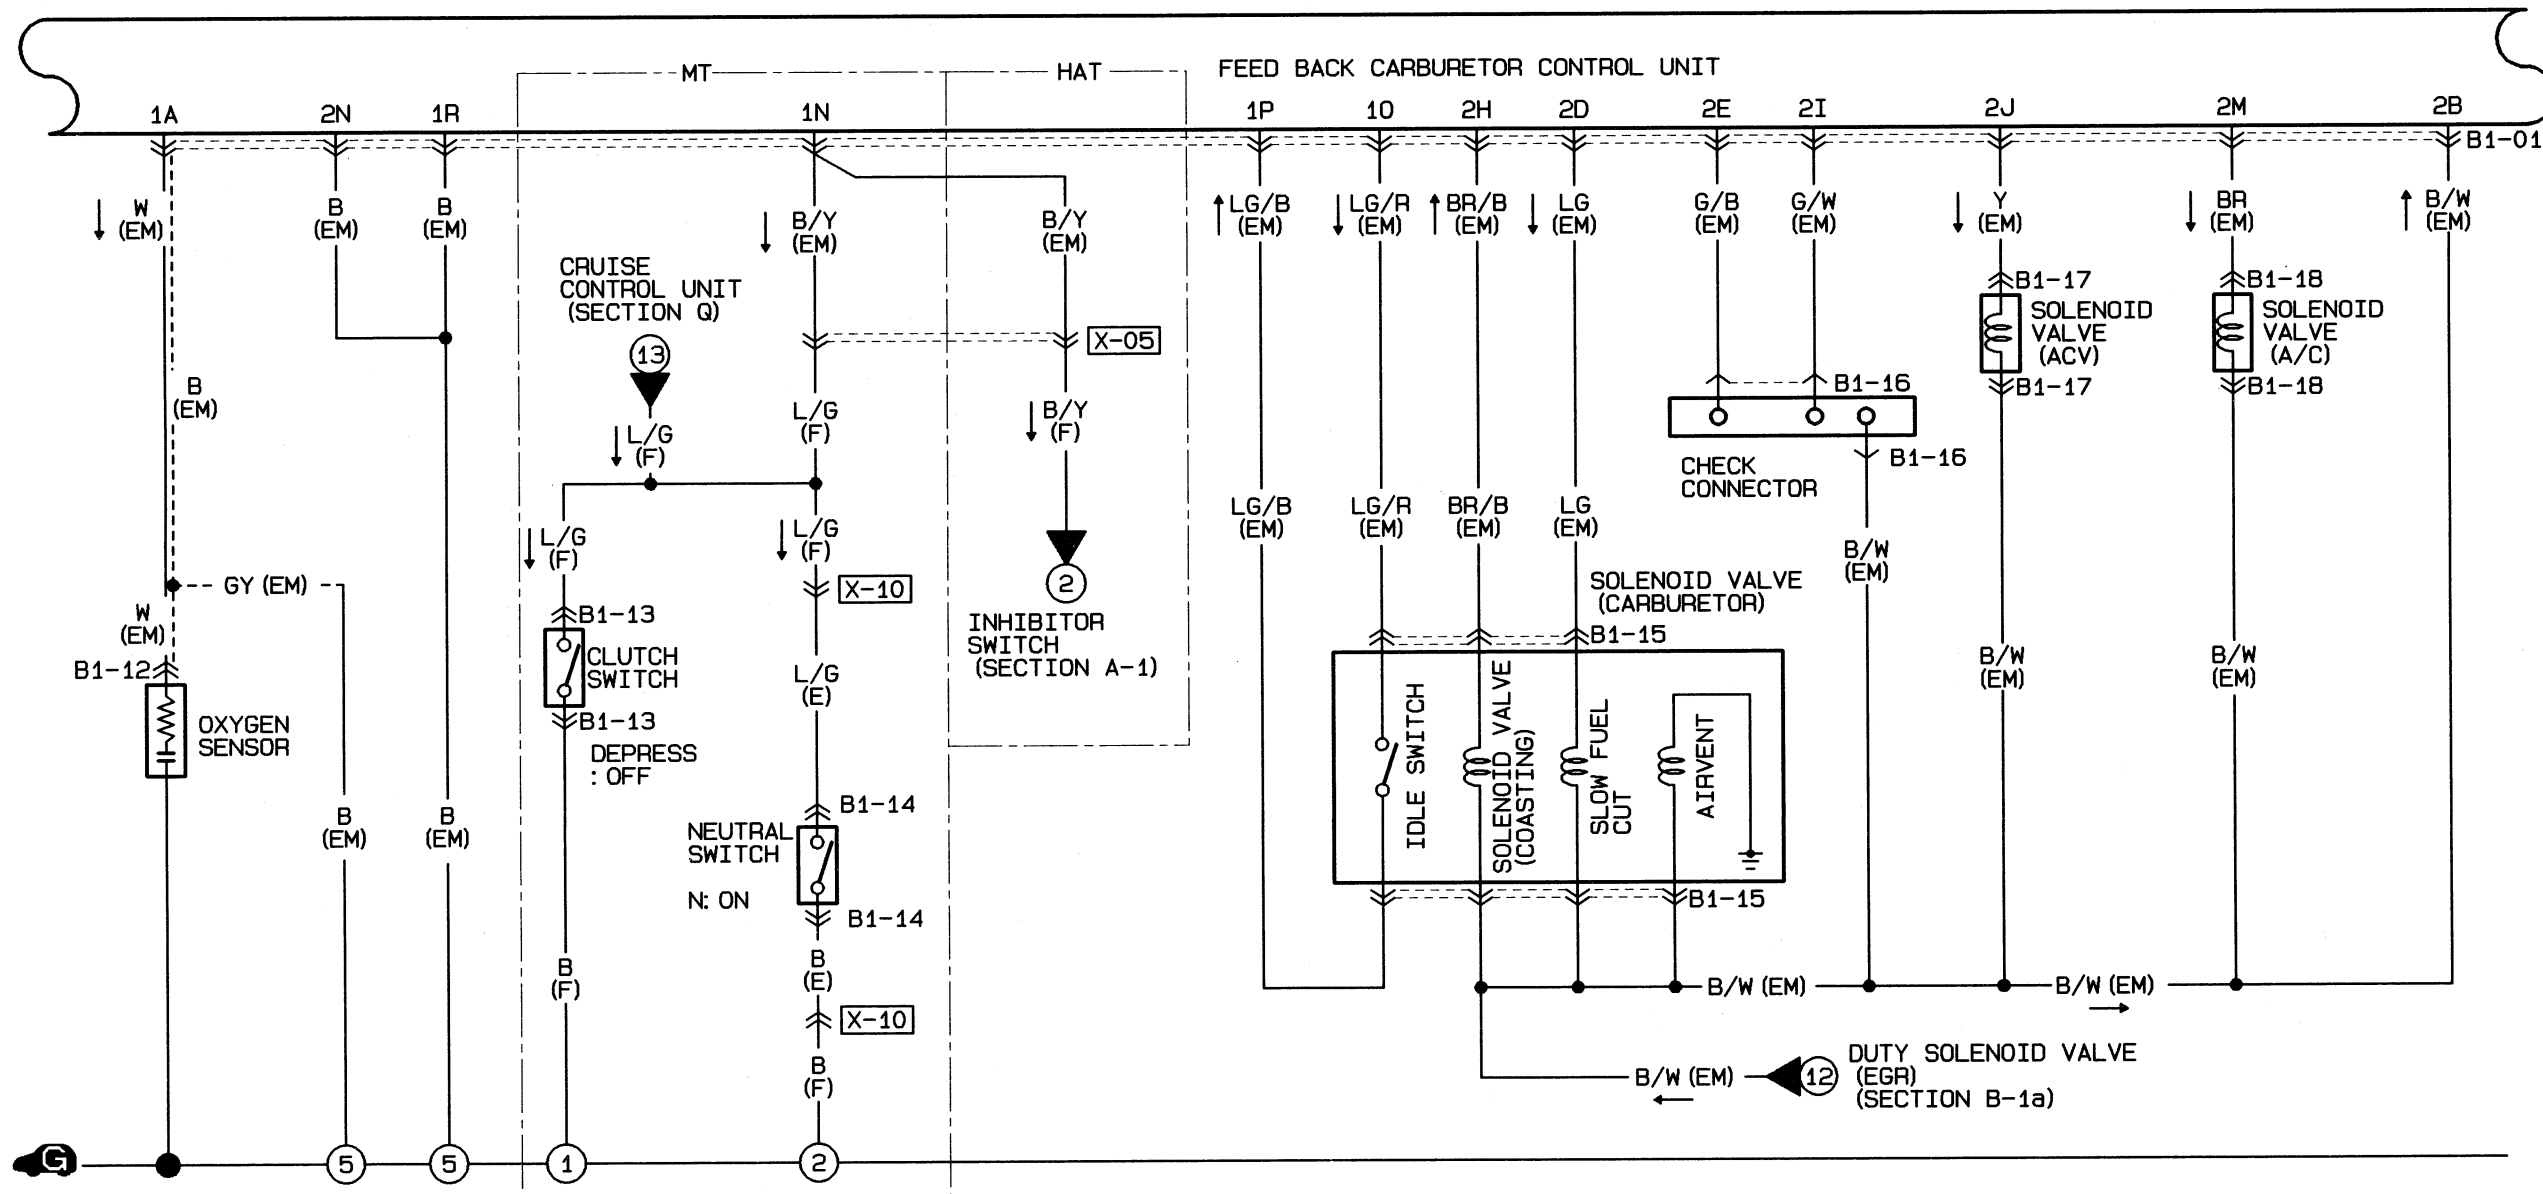 MT
HAT
FEED BACK CARBURETOR CONTROL UNIT
1A 2N 1R 1N 1P 1O 2H 2D 2E 2I 2J 2M 2B
B1-01
W
(EM)
B
(EM)
B
(EM)
B/Y
(EM)
B/Y
(EM)
LG/B
(EM)
LG/R
(EM)
BR/B
(EM)
LG
(EM)
G/B
(EM)
G/W
(EM)
Y
(EM)
BR
(EM)
B/W
(EM)
CRUISE
CONTROL UNIT
(SECTION Q)
13
X-05
B1-17
SOLENOID
VALVE
(ACV)
B1-17
B1-18
SOLENOID
VALVE
(A/C)
B1-18
B
(EM)
L/G
(F)
L/G
(F)
B/Y
(F)
B1-16
B1-16
CHECK
CONNECTOR
L/G
(F)
L/G
(F)
LG/B
(EM)
LG/R
(EM)
BR/B
(EM)
LG
(EM)
B/W
(EM)
GY (EM)
X-10
2
INHIBITOR
SWITCH
(SECTION A-1)
SOLENOID VALVE
(CARBURETOR)
B1-15
W
(EM)
B1-12
OXYGEN
SENSOR
B1-13
CLUTCH
SWITCH
B1-13
DEPRESS
: OFF
L/G
(E)
IDLE SWITCH
SOLENOID VALVE
(COASTING)
SLOW FUEL
CUT
AIRVENT
B/W
(EM)
B/W
(EM)
B
(EM)
B
(EM)
B1-14
NEUTRAL
SWITCH
N: ON
B1-14
B1-15
B
(F)
B
(E)
X-10
B
(F)
B/W (EM)
B/W (EM)
B/W (EM)
12
DUTY SOLENOID VALVE
(EGR)
(SECTION B-1a)
G
5
5
1
2